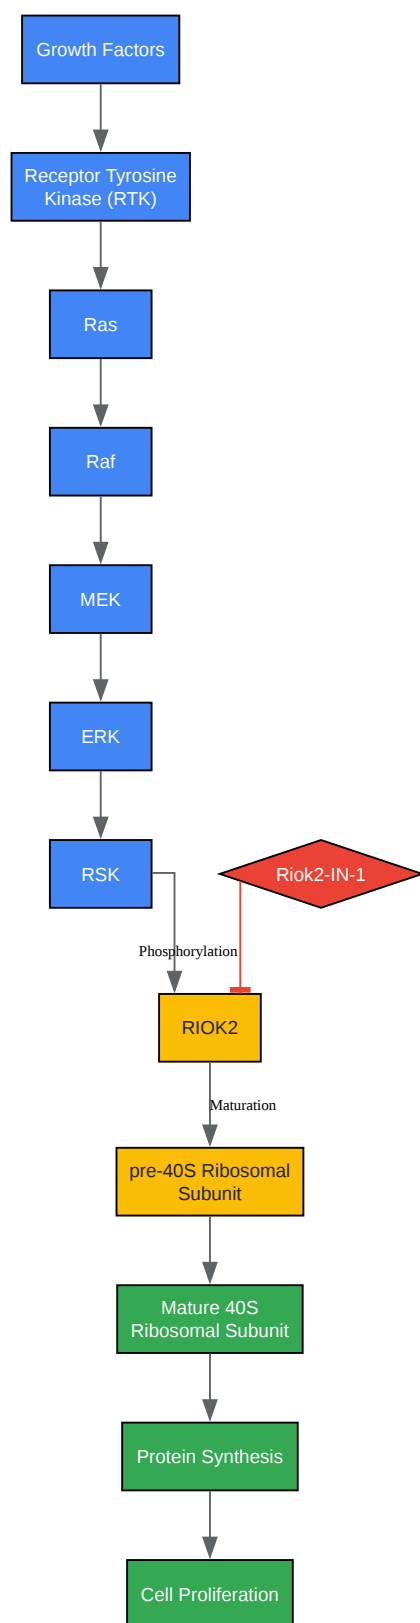 Growth Factors
Receptor Tyrosine
Kinase (RTK)
Ras
Raf
MEK
ERK
RSK
Riok2-IN-1
Phosphorylation
RIOK2
Maturation
pre-40S Ribosomal
Subunit
Mature 40S
Ribosomal Subunit
Protein Synthesis
Cell Proliferation